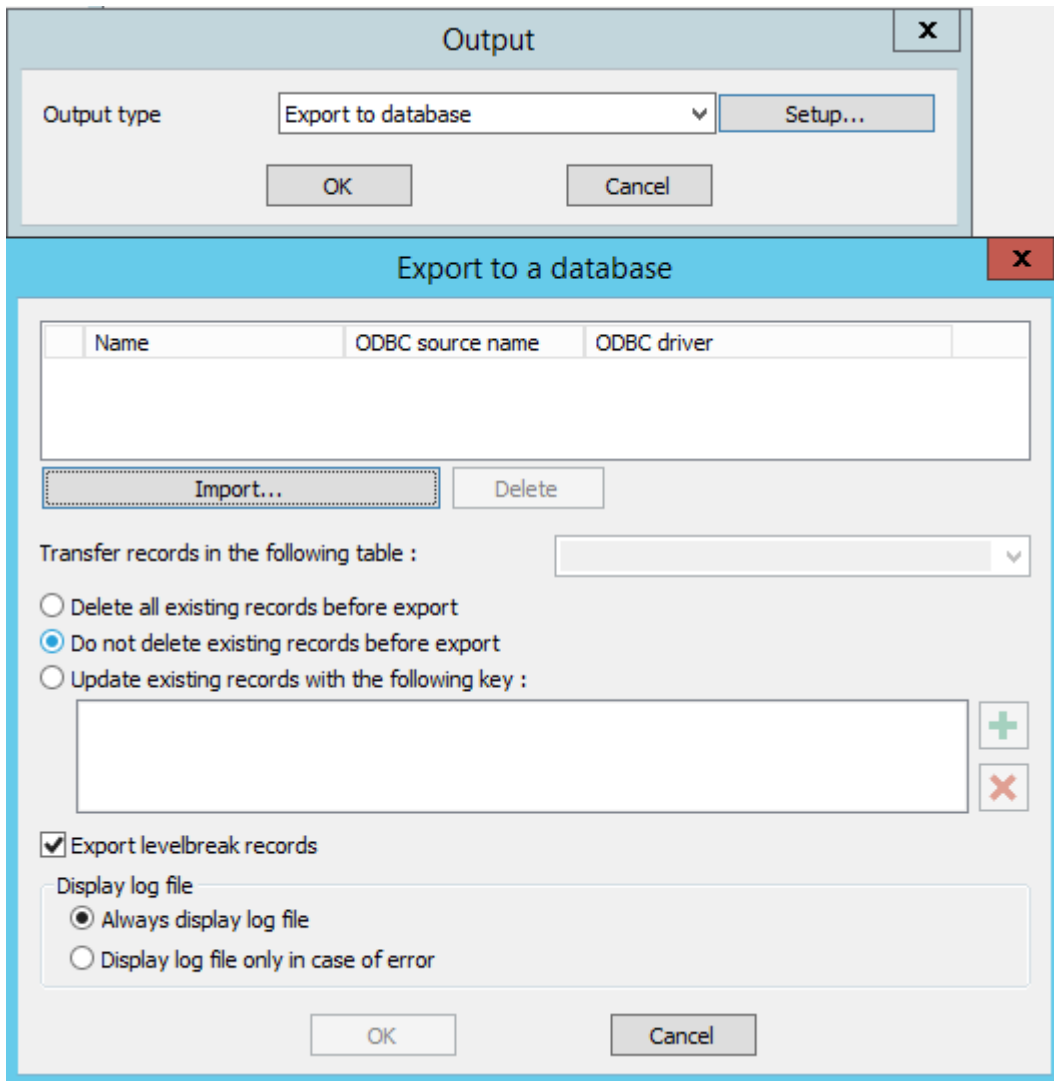 Output
x
Output type Export to database Setup...
OK Cancel
Export to a database
x
Name ODBC source name ODBC driver
Import... Delete
Transfer records in the following table :
Delete all existing records before export
Do not delete existing records before export
Update existing records with the following key :
Export levelbreak records
Display log file
Always display log file
Display log file only in case of error
OK Cancel